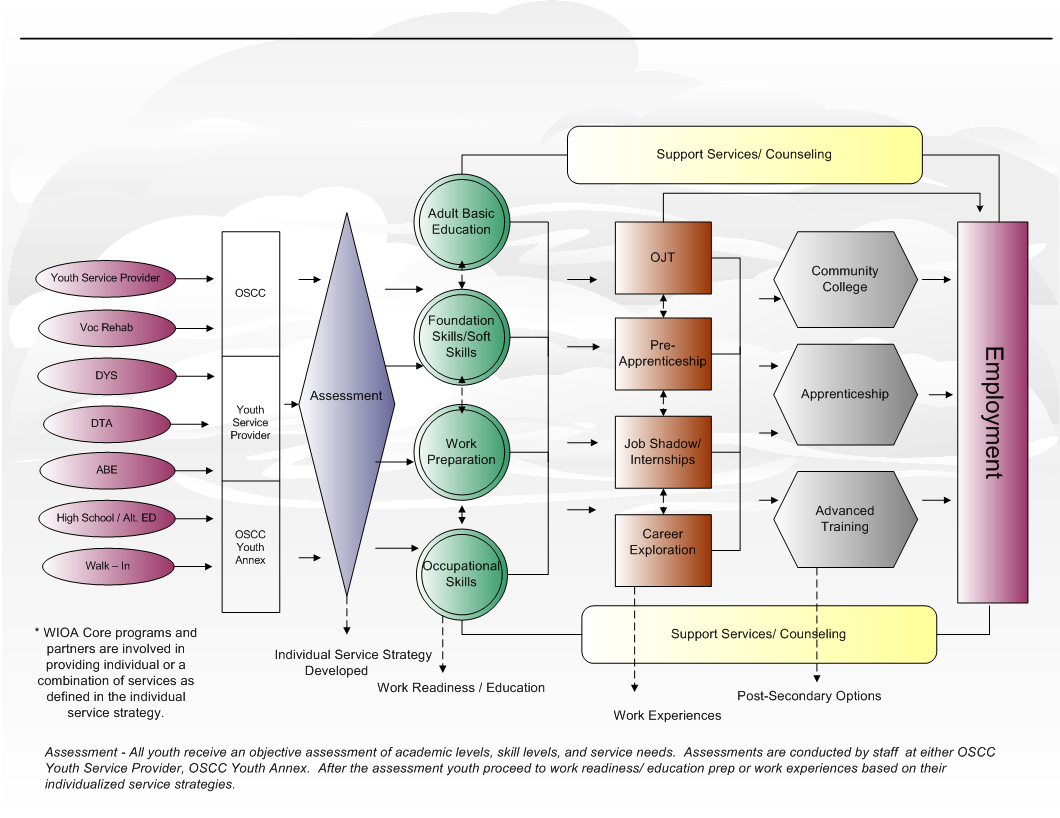 Support Services/ Counseling
Adult Basic
Education
Foundation
Skills/Soft
Skills
Work
Preparation
Occupational
Skills
OJT
Pre-
Apprenticeship
Job Shadow/
Internships
Career
Exploration
Community
College
Apprenticeship
Advanced
Training
Employment
Youth Service Provider
Voc Rehab
DYS
DTA
ABE
High School / Alt. ED
Walk – In
OSCC
Youth
Service
Provider
OSCC
Youth
Annex
Assessment
Support Services/ Counseling
* WIOA Core programs and
partners are involved in
providing individual or a
combination of services as
defined in the individual
service strategy.
Individual Service Strategy
Developed
Work Readiness / Education
Work Experiences
Post-Secondary Options
Assessment - All youth receive an objective assessment of academic levels, skill levels, and service needs. Assessments are conducted by staff at either OSCC
Youth Service Provider, OSCC Youth Annex. After the assessment youth proceed to work readiness/ education prep or work experiences based on their
individualized service strategies.